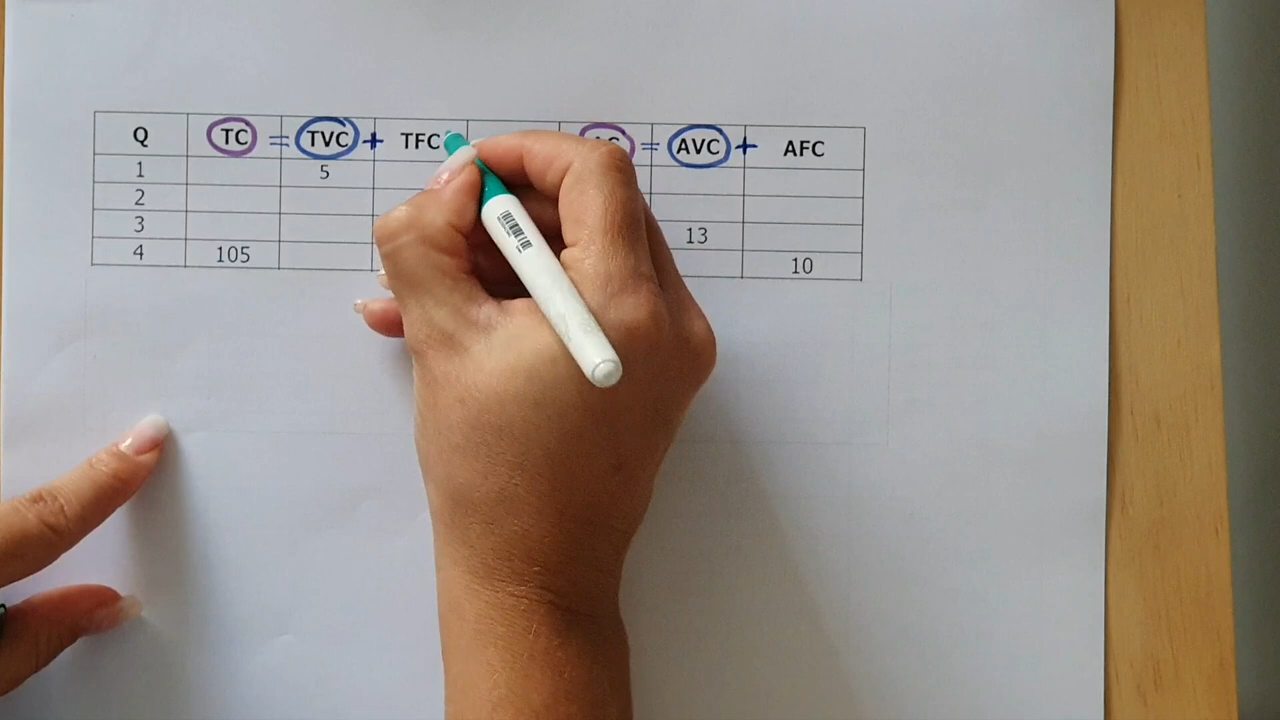 Q TC = TVC + TFC = AVC + AFC
1 5
2
3 13
4 105 10